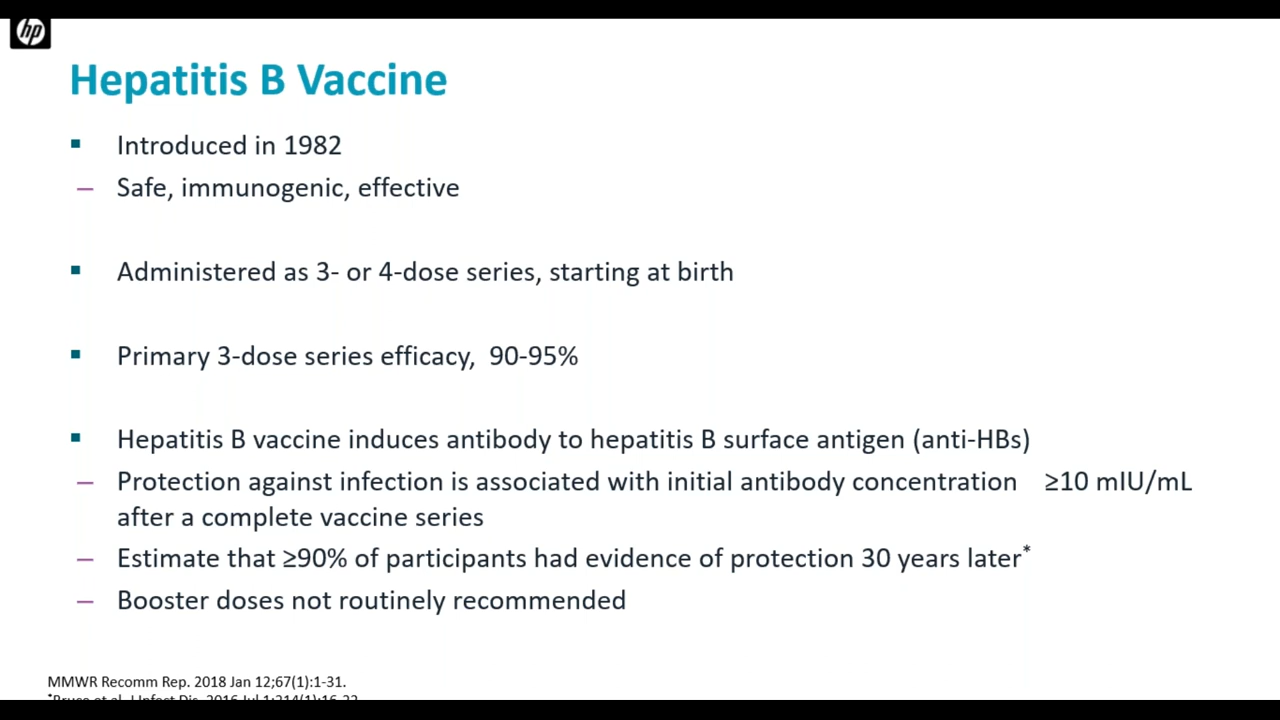 hp
Hepatitis B Vaccine
▪ Introduced in 1982
– Safe, immunogenic, effective
▪ Administered as 3- or 4-dose series, starting at birth
▪ Primary 3-dose series efficacy, 90-95%
▪ Hepatitis B vaccine induces antibody to hepatitis B surface antigen (anti-HBs)
– Protection against infection is associated with initial antibody concentration ≥10 mIU/mL
after a complete vaccine series
– Estimate that ≥90% of participants had evidence of protection 30 years later*
– Booster doses not routinely recommended
MMWR Recomm Rep. 2018 Jan 12;67(1):1-31.
*Bruce et al. J Infect Dis. 2016 Jul 1;214(1):16-22